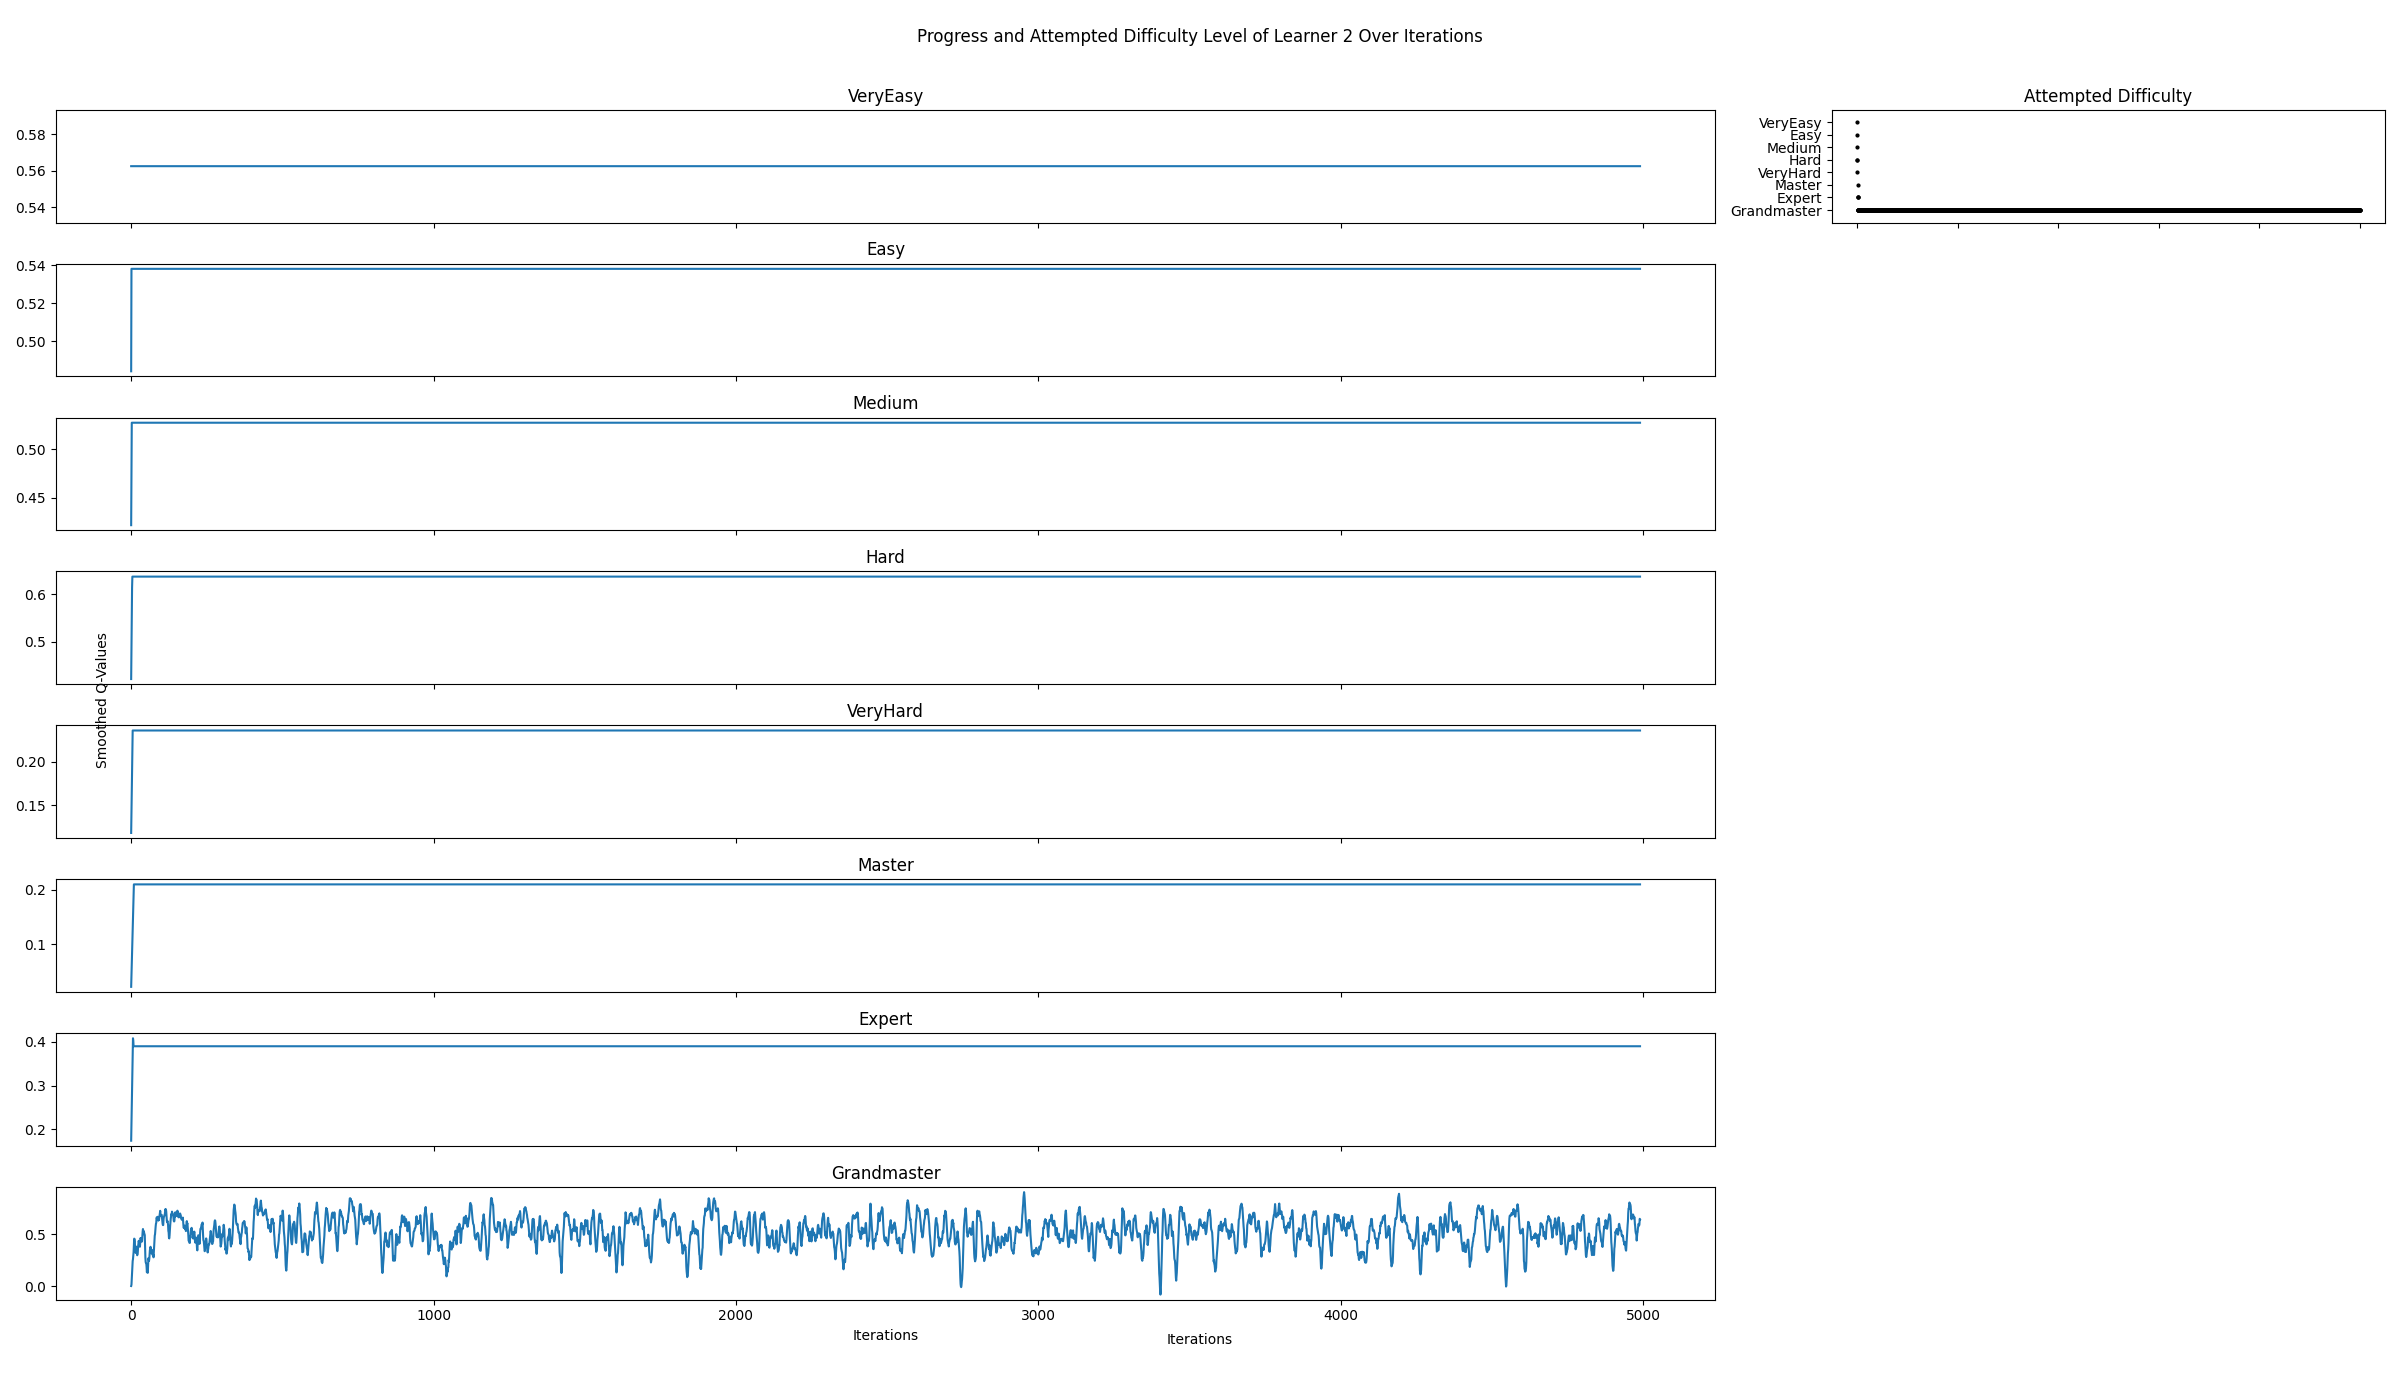 Progress and Attempted Difficulty Level of Learner 2 Over Iterations
VeryEasy
0.58
0.56
0.54
Attempted Difficulty
VeryEasy
Easy
Medium
Hard
VeryHard
Master
Expert
Grandmaster
Easy
0.54
0.52
0.50
Medium
0.50
0.45
Hard
0.6
0.5
Smoothed Q-Values
VeryHard
0.20
0.15
Master
0.2
0.1
Expert
0.4
0.3
0.2
Grandmaster
0.5
0.0
0 1000 2000 3000 4000 5000
Iterations
Iterations